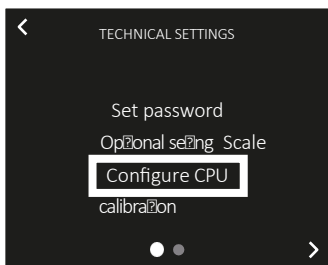 TECHNICAL SETTINGS
Set password
Op�onal se�ng Scale
Configure CPU
calibra�on